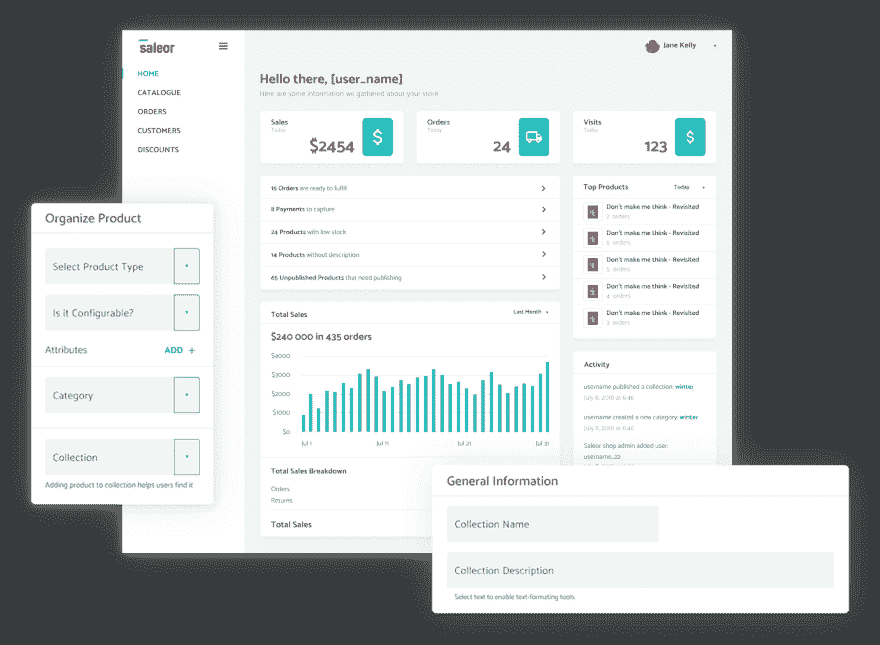 saleor
Jane Kelly
HOME
CATALOGUE
ORDERS
CUSTOMERS
DISCOUNTS
Hello there, [user_name]
Here are some information we gathered about your store
Sales
Today
$2454
Orders
Today
24
Visits
Today
123
16 Orders are ready to fulfill
8 Payments to capture
24 Products with low stock
14 Products without description
65 Unpublished Products that need publishing
Top Products
Today
Don't make me think - Revisited
7. orders
Don't make me think - Revisited
5. orders
Don't make me think - Revisited
5. orders
Don't make me think - Revisited
4. orders
Don't make me think - Revisited
3. orders
Total Sales
Last Month
$240 000 in 435 orders
$4000
$3000
$2000
$1000
$0
Jul 1
Jul 11
Jul 21
Jul 31
Total Sales Breakdown
Orders
Returns
Total Sales
Activity
username published a collection: winter
July 8, 2018 at 6:46
username created a new category: winter
July 8, 2018 at 6:46
Saleor shop admin added user:
username_22
Organize Product
Select Product Type
Is it Configurable?
Attributes
ADD +
Category
Collection
Adding product to collection helps users find it
General Information
Collection Name
Collection Description
Select text to enable text-formating tools.